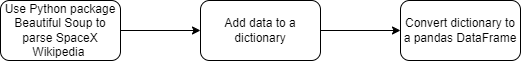 Use Python package
Beautiful Soup to
parse SpaceX
Wikipedia
Add data to a
dictionary
Convert dictionary to
a pandas DataFrame